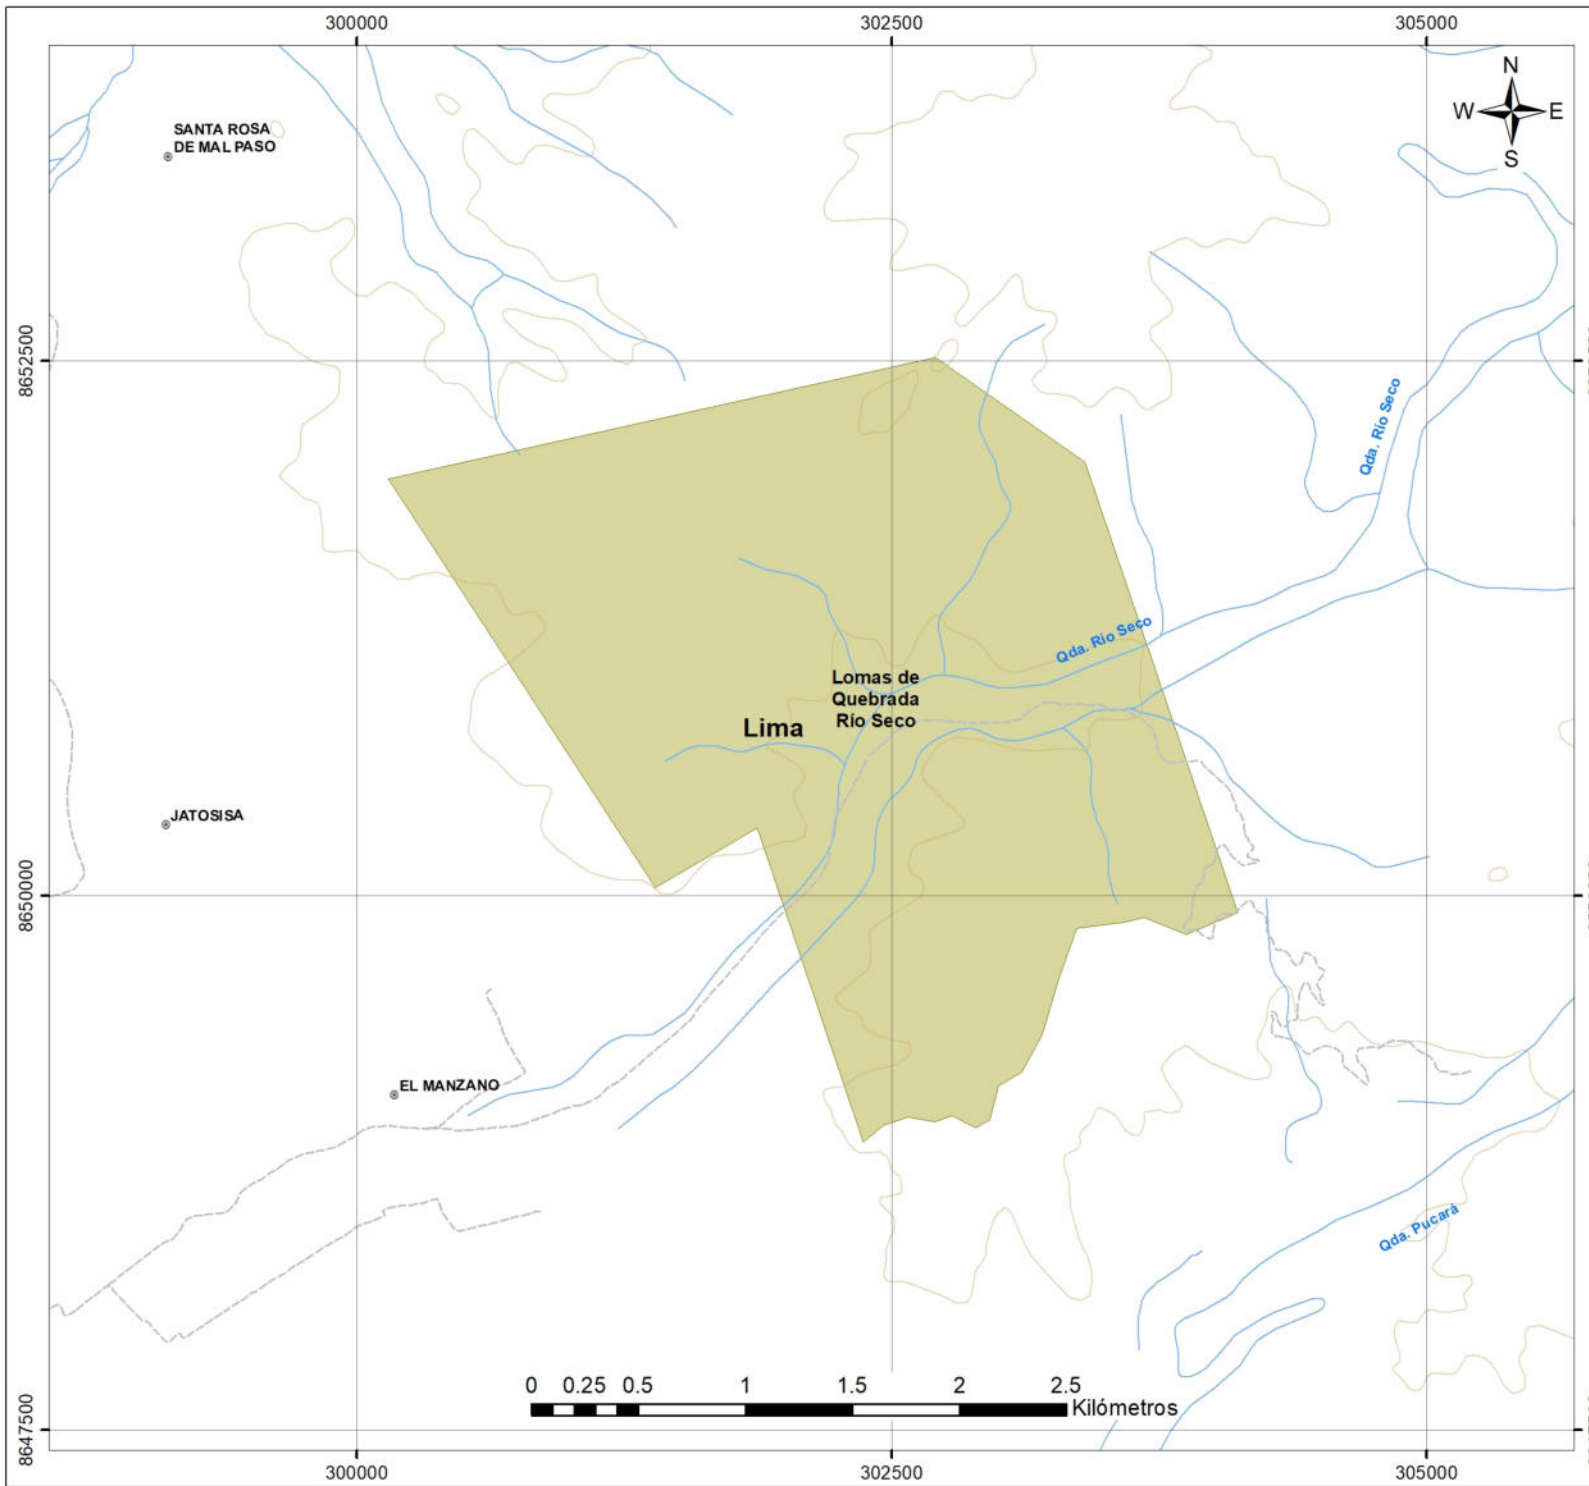 300000
302500
305000
N
W
E
S
SANTA ROSA
DE MAL PASO
8652500
Qda. Río Seco
Qda. Río Seco
Lomas de
Quebrada
Río Seco
Lima
JATOSISA
8650000
EL MANZANO
Qda. Pucará
0 0.25 0.5 1 1.5 2 2.5
Kilómetros
8647500
300000
302500
305000